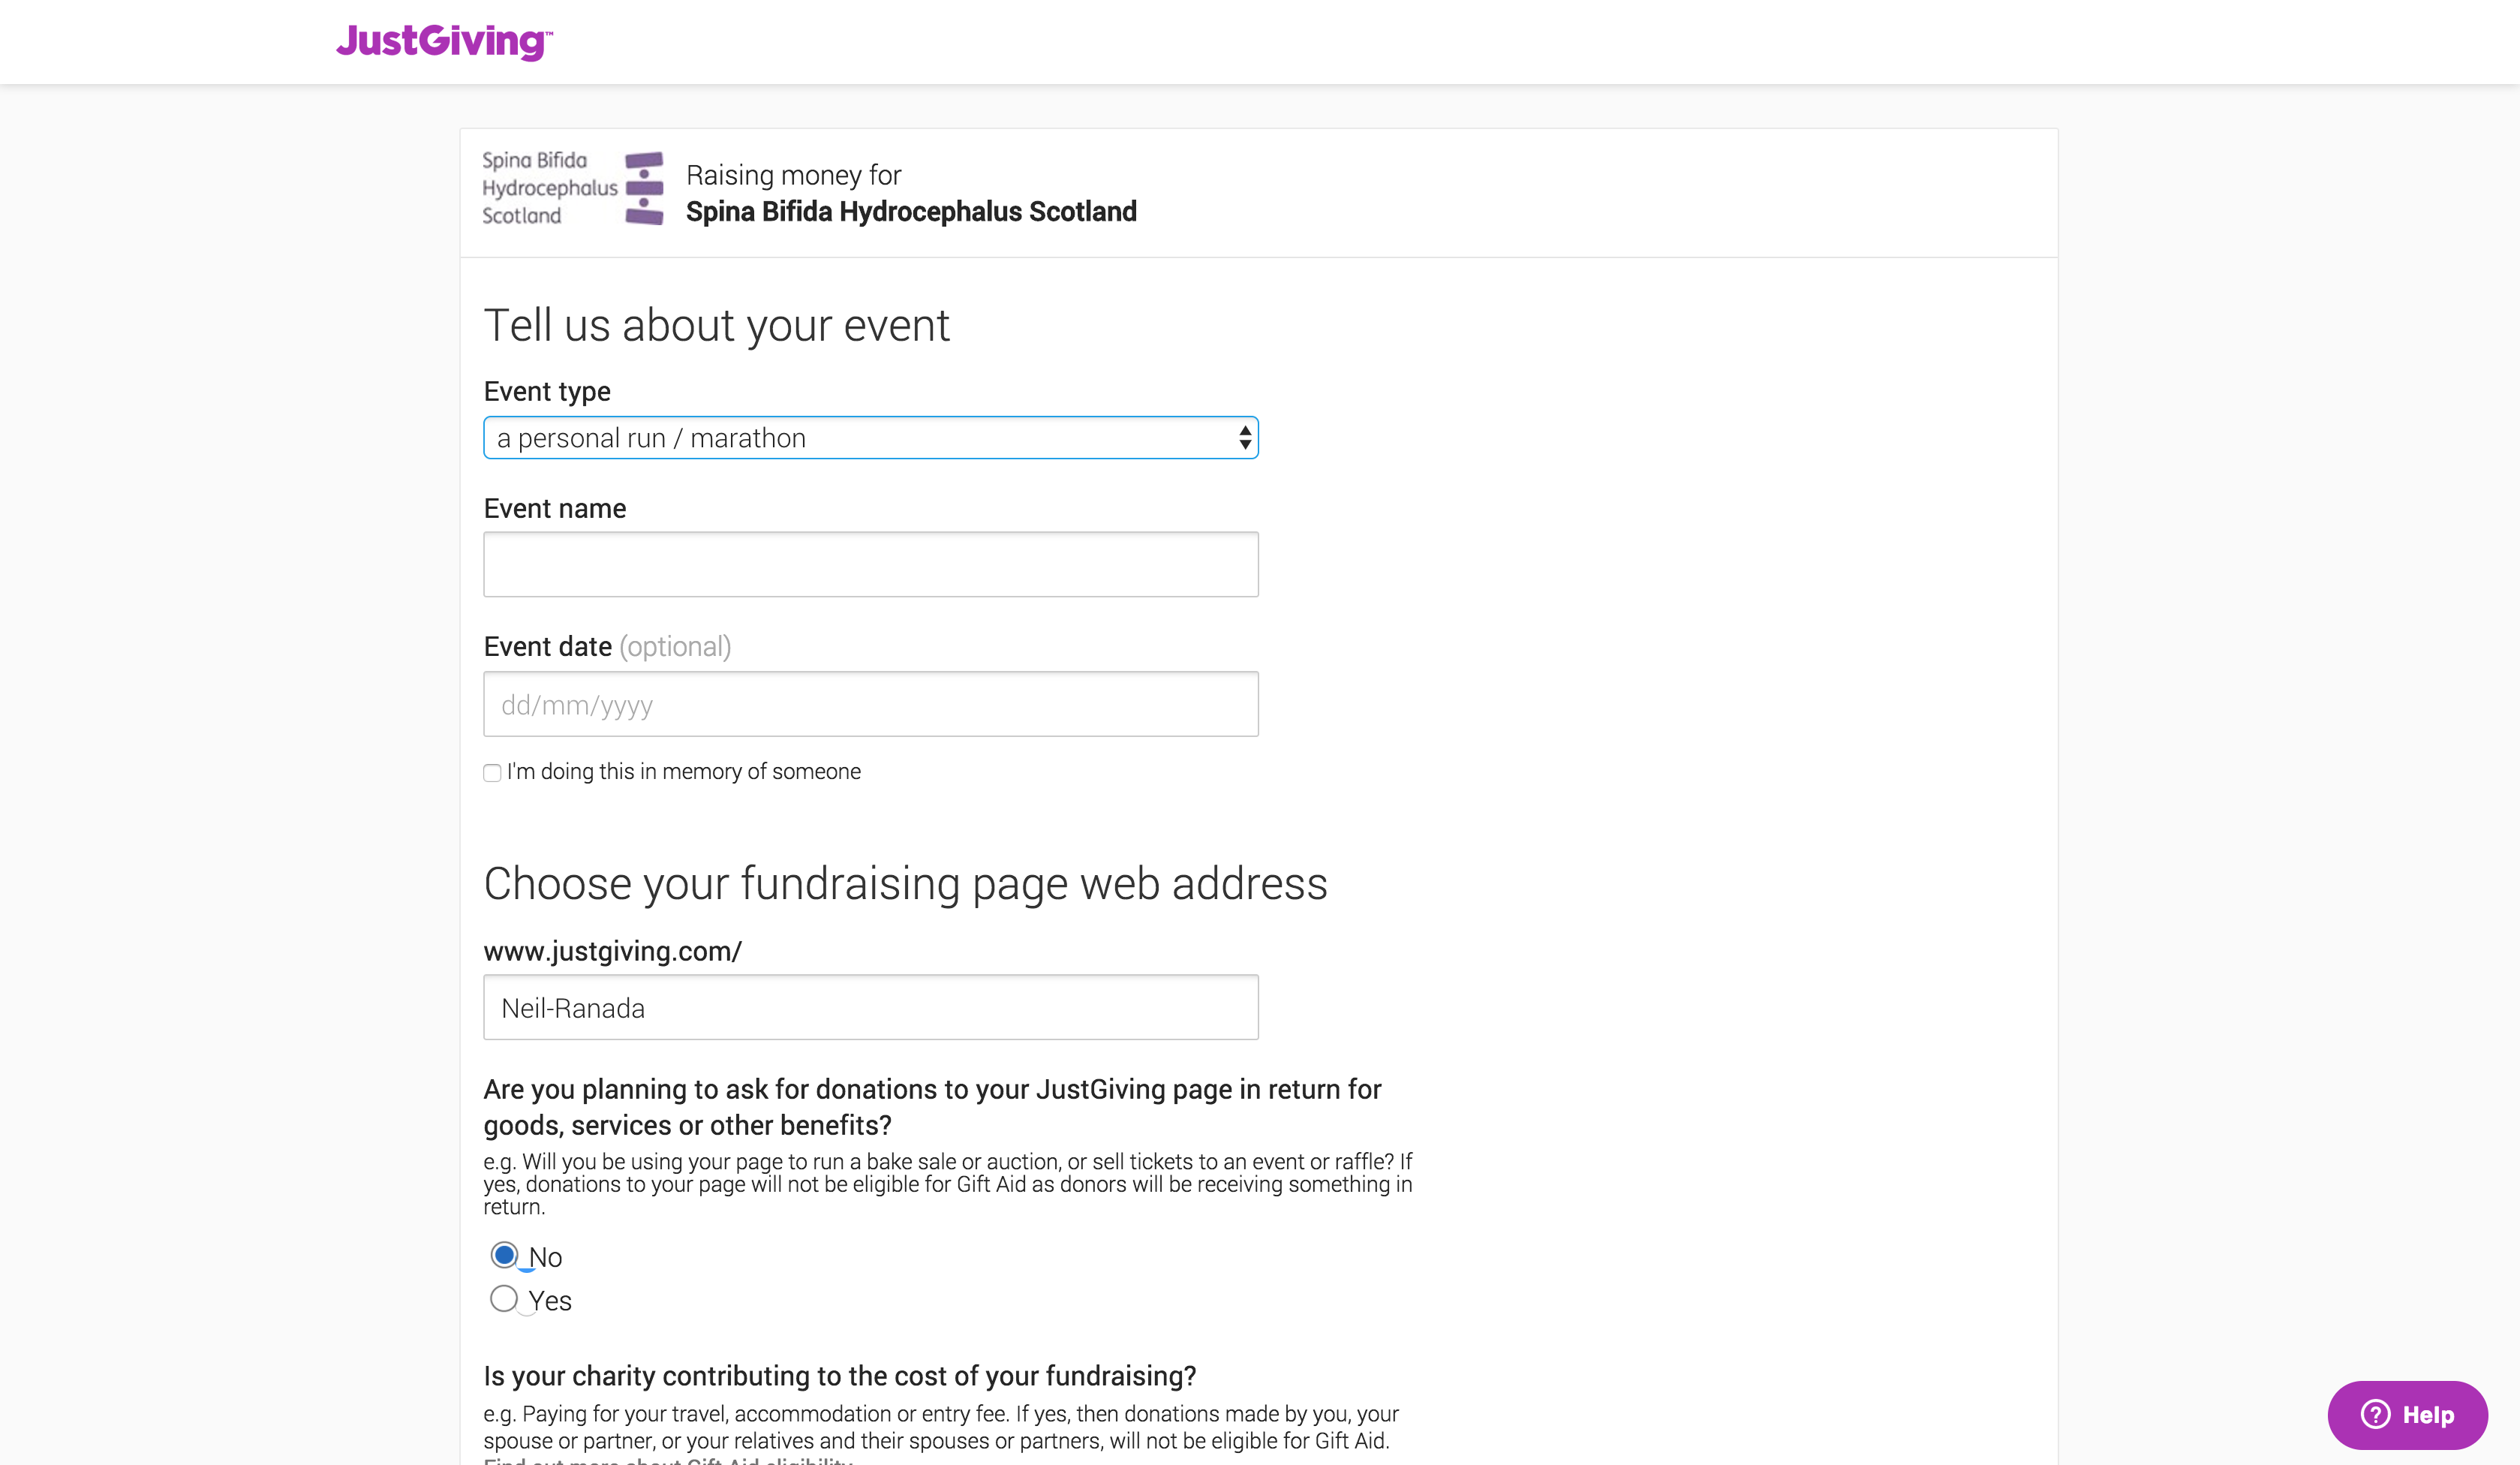 JustGiving™
Spina Bifida
Hydrocephalus
Scotland
Raising money for
Spina Bifida Hydrocephalus Scotland
Tell us about your event
Event type
a personal run / marathon
Event name
Event date (optional)
dd/mm/yyyy
I'm doing this in memory of someone
Choose your fundraising page web address
www.justgiving.com/
Neil-Ranada
Are you planning to ask for donations to your JustGiving page in return for
goods, services or other benefits?
e.g. Will you be using your page to run a bake sale or auction, or sell tickets to an event or raffle? If
yes, donations to your page will not be eligible for Gift Aid as donors will be receiving something in
return.
No
Yes
Is your charity contributing to the cost of your fundraising?
e.g. Paying for your travel, accommodation or entry fee. If yes, then donations made by you, your
spouse or partner, or your relatives and their spouses or partners, will not be eligible for Gift Aid.
Find out more about Gift Aid eligibility
Help